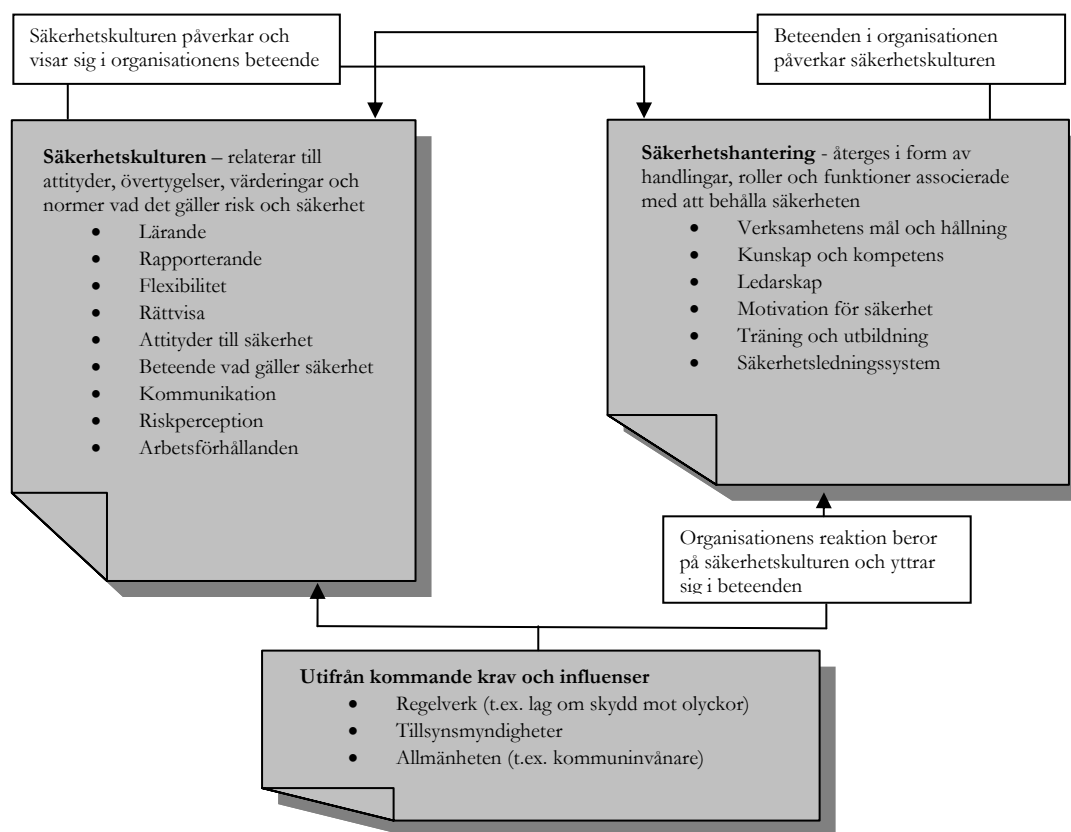 Säkerhetskulturen påverkar och
visar sig i organisationens beteende
Beteenden i organisationen
påverkar säkerhetskulturen
Säkerhetskulturen – relaterar till
attityder, övertygelser, värderingar och
normer vad det gäller risk och säkerhet
• Lärande
• Rapporterande
• Flexibilitet
• Rättvisa
• Attityder till säkerhet
• Beteende vad gäller säkerhet
• Kommunikation
• Riskperception
• Arbetsförhållanden
Säkerhetshantering - återges i form av
handlingar, roller och funktioner associerade
med att behålla säkerheten
• Verksamhetens mål och hållning
• Kunskap och kompetens
• Ledarskap
• Motivation för säkerhet
• Träning och utbildning
• Säkerhetsledningssystem
Organisationens reaktion beror
på säkerhetskulturen och yttrar
sig i beteenden
Utifrån kommande krav och influenser
• Regelverk (t.ex. lag om skydd mot olyckor)
• Tillsynsmyndigheter
• Allmänheten (t.ex. kommuninvånare)